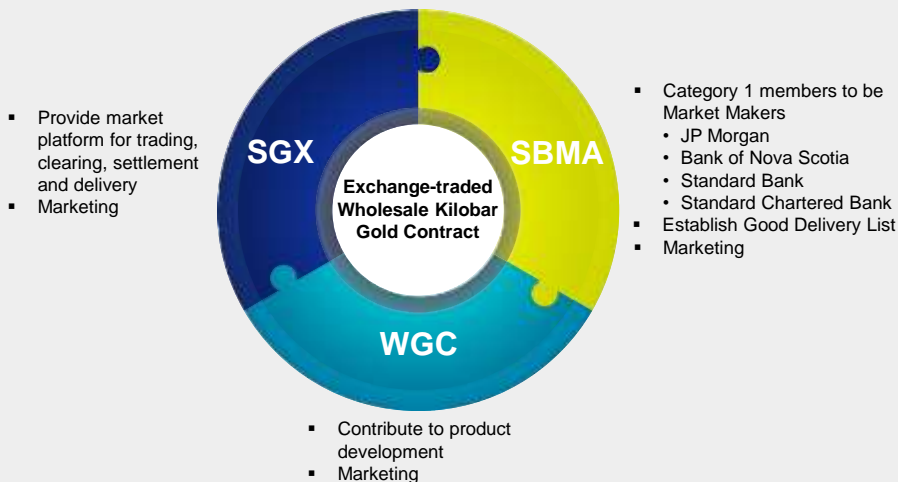 ▪ Provide market
platform for trading,
clearing, settlement
and delivery
▪ Marketing
SGX
SBMA
Exchange-traded
Wholesale Kilobar
Gold Contract
WGC
▪ Category 1 members to be
Market Makers
• JP Morgan
• Bank of Nova Scotia
• Standard Bank
• Standard Chartered Bank
▪ Establish Good Delivery List
▪ Marketing
▪ Contribute to product
development
▪ Marketing